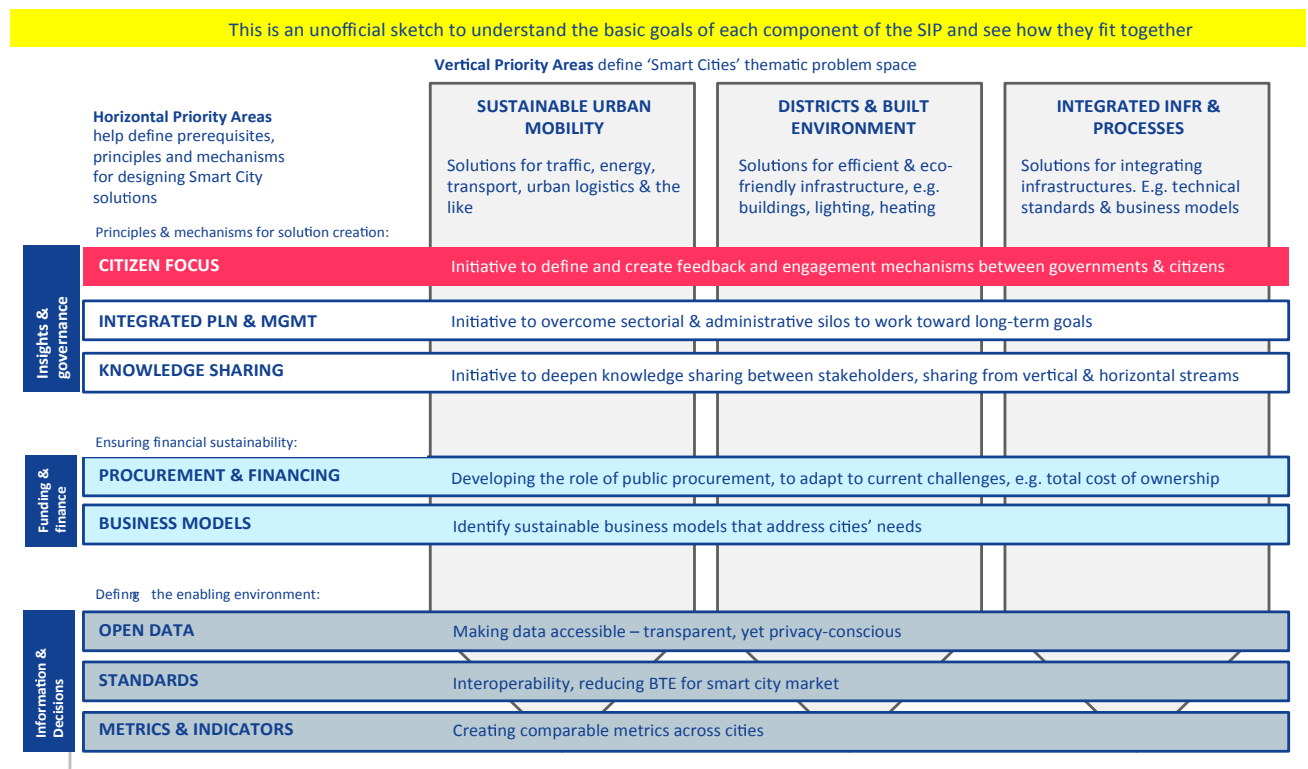 This is an unofficial sketch to understand the basic goals of each component of the SIP and see how they fit together
Vertical Priority Areas define ‘Smart Cities’ thematic problem space
Horizontal Priority Areas
help define prerequisites,
principles and mechanisms
for designing Smart City
solutions
SUSTAINABLE URBAN
MOBILITY
Solutions for traffic, energy,
transport, urban logistics & the
like
DISTRICTS & BUILT
ENVIRONMENT
Solutions for efficient & eco-
friendly infrastructure, e.g.
buildings, lighting, heating
INTEGRATED INFR &
PROCESSES
Solutions for integrating
infrastructures. E.g. technical
standards & business models
Principles & mechanisms for solution creation:
Insights &
governance
CITIZEN FOCUS
Initiative to define and create feedback and engagement mechanisms between governments & citizens
INTEGRATED PLN & MGMT
Initiative to overcome sectorial & administrative silos to work toward long-term goals
KNOWLEDGE SHARING
Initiative to deepen knowledge sharing between stakeholders, sharing from vertical & horizontal streams
Ensuring financial sustainability:
Funding &
finance
PROCUREMENT & FINANCING
Developing the role of public procurement, to adapt to current challenges, e.g. total cost of ownership
BUSINESS MODELS
Identify sustainable business models that address cities’ needs
Defining the enabling environment:
Information &
Decisions
OPEN DATA
Making data accessible – transparent, yet privacy-conscious
STANDARDS
Interoperability, reducing BTE for smart city market
METRICS & INDICATORS
Creating comparable metrics across cities